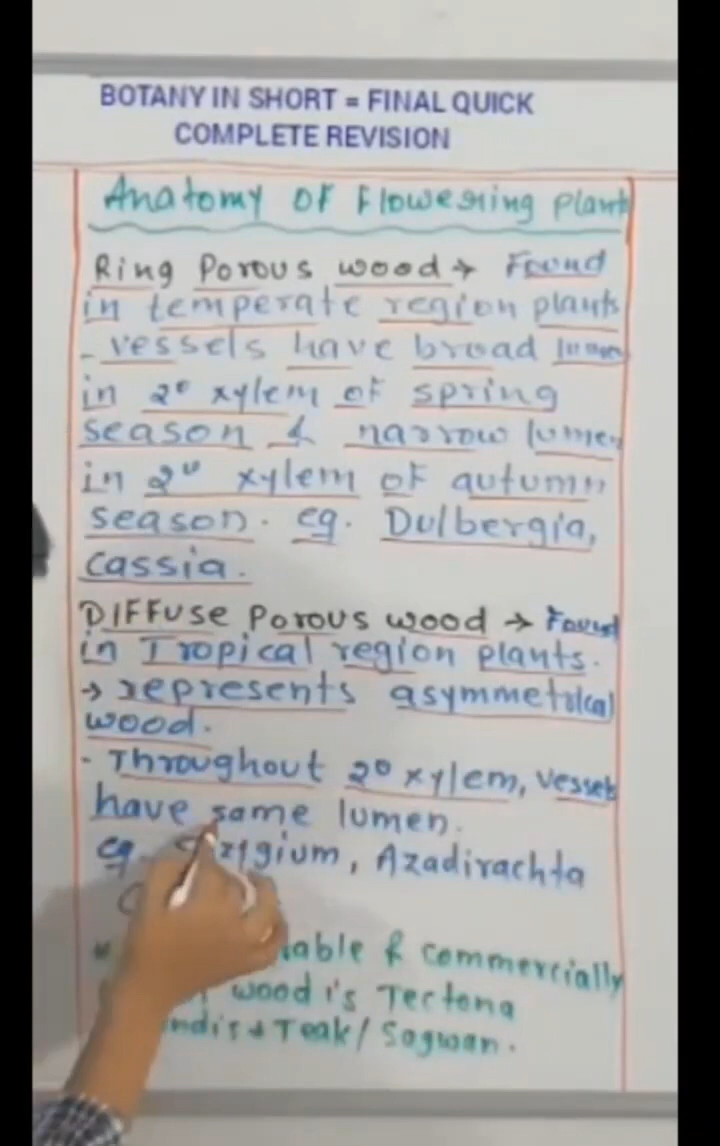 BOTANY IN SHORT = FINAL QUICK
COMPLETE REVISION
Anatomy OF Flowering Plant
Ring Porous wood → Found
in temperate region plants
- vessels have broad lumen
in 2° xylem of spring
season & narrow lumen
in 2° xylem of autumn
season. eg. Dulbergia,
Cassia.
DIFFuse Porous wood → Found
in Tropical region plants.
→ represents asymmetrical
wood.
- Throughout 2° xylem, vessels
have same lumen.
eg. Azadirachta
& commercially
wood is Tectona
Teak / Sagwan.